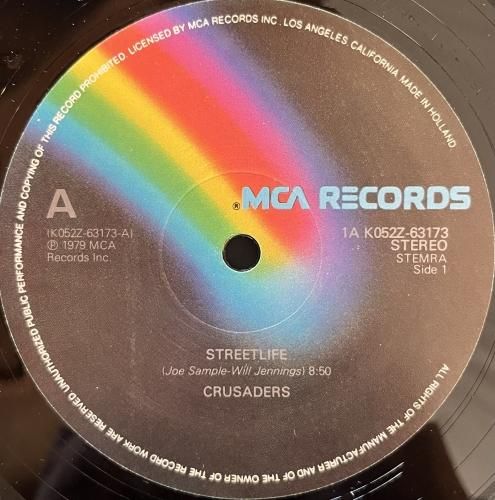 ALL RIGHTS OF THE MANUFACTURER AND OF THE OWNER OF THE RECORD WORK ARE RESERVED. UNAUTHORIZED PUBLIC PERFORMANCE AND COPYING OF THIS RECORD PROHIBITED. LICENSED BY MCA RECORDS INC., LOS ANGELES, CALIFORNIA, MADE IN HOLLAND.
® MCA RECORDS
A
(K052Z-63173-A)
℗ 1979 MCA
Records Inc.
1A K052Z-63173
STEREO
STEMRA
Side 1
STREETLIFE
(Joe Sample-Will Jennings) 8:50
CRUSADERS